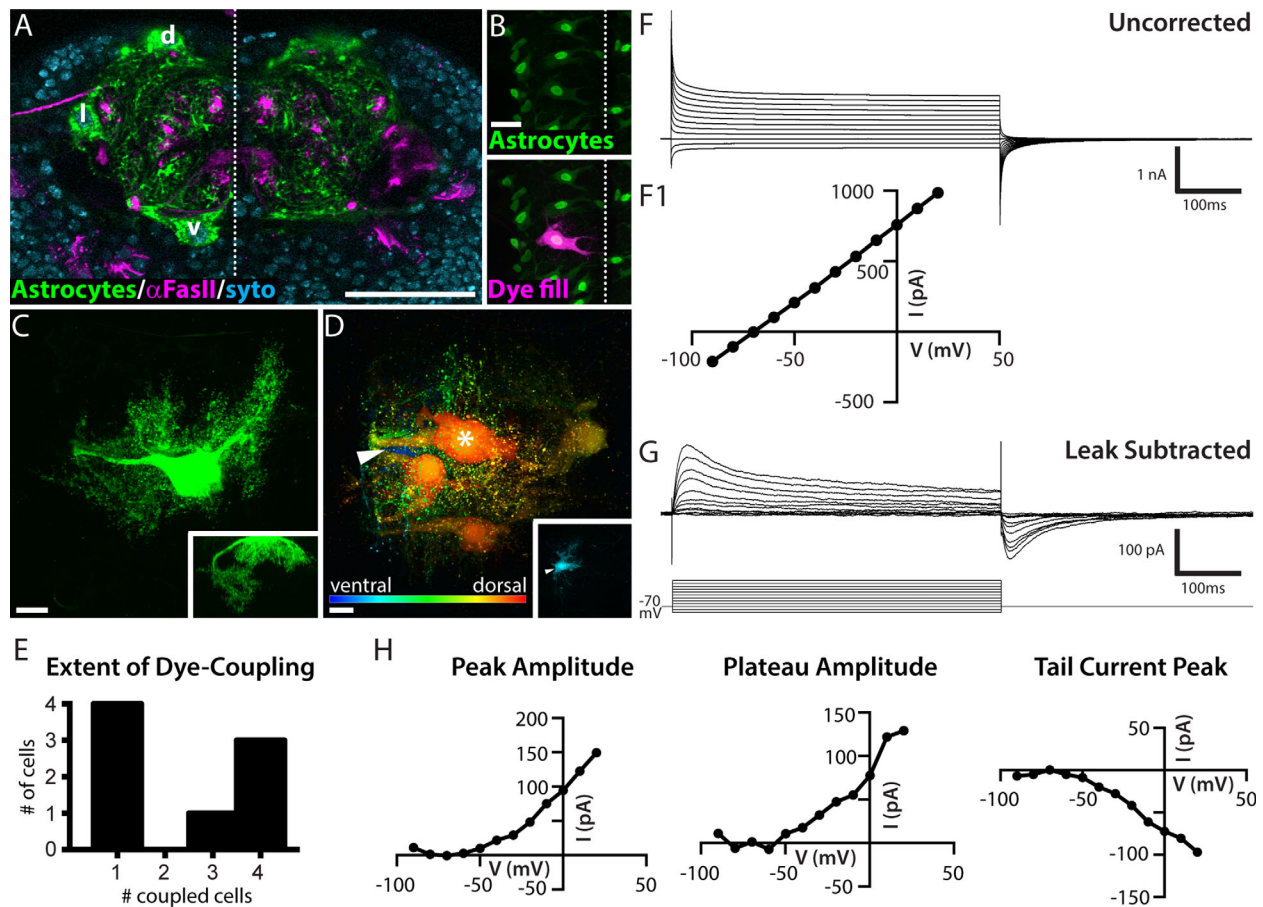 A
d
l
v
Astrocytes/αFasII/syto
B
Astrocytes
Dye fill
C
D
*
ventral
dorsal
E
Extent of Dye-Coupling
# of cells
4
3
2
1
0
1 2 3 4
# coupled cells
F
Uncorrected
1 nA
100ms
F1
1000
500
I (pA)
-100 -50 50
V (mV)
-500
G
Leak Subtracted
100 pA
100ms
-70
mV
H
Peak Amplitude
200
150
100
50
I (pA)
-100 -50 50
V (mV)
-50
Plateau Amplitude
150
100
50
I (pA)
-100 -50 50
V (mV)
-50
Tail Current Peak
50
I (pA)
-100 -50 50
V (mV)
-50
-100
-150